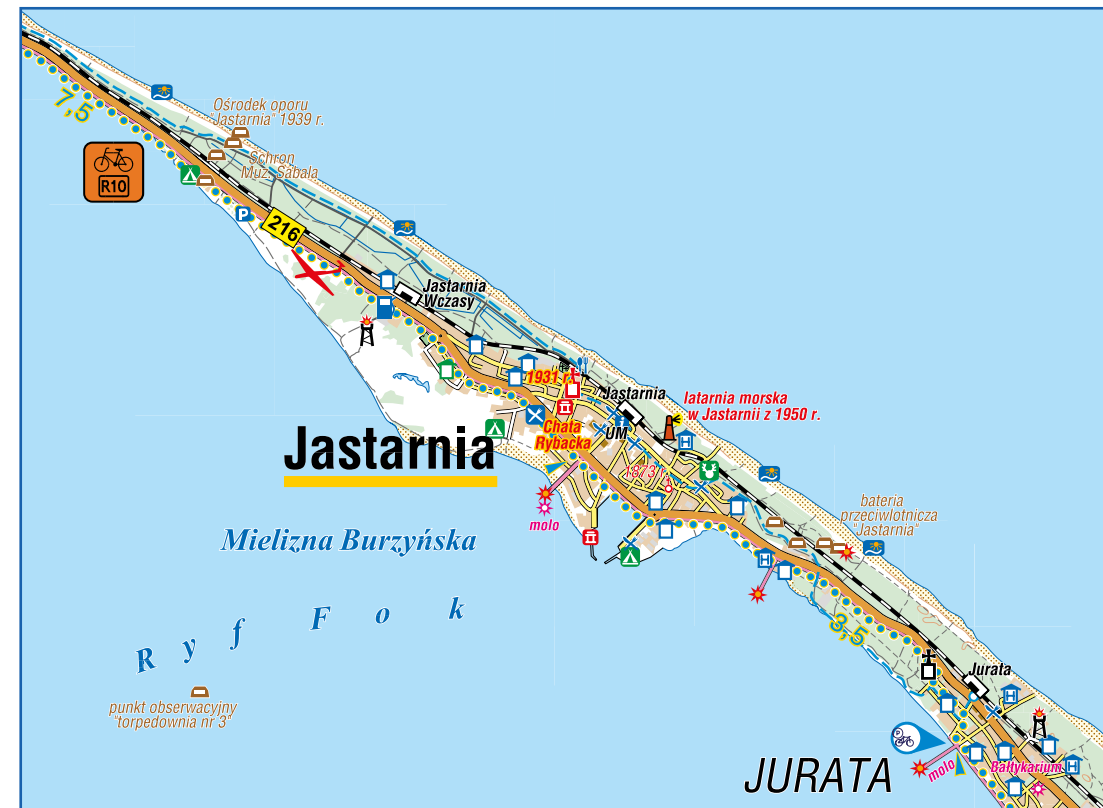 7,5
Ośrodek oporu
"Jastarnia" 1939 r.
Schron
Muz. Sabala
R10
P
216
Jastarnia
Wczasy
1931 r.
Jastarnia
latarnia morska
w Jastarnii z 1950 r.
Chata
Rybacka
i
UM
H
Jastarnia
1873 r.
molo
bateria
przeciwlotnicza
"Jastarnia"
Mielizna Burzyńska
H
Ryf Fok
3,5
punkt obserwacyjny
"torpedownia nr 3"
Jurata
H
P
JURATA
molo
Bałtykarium
H